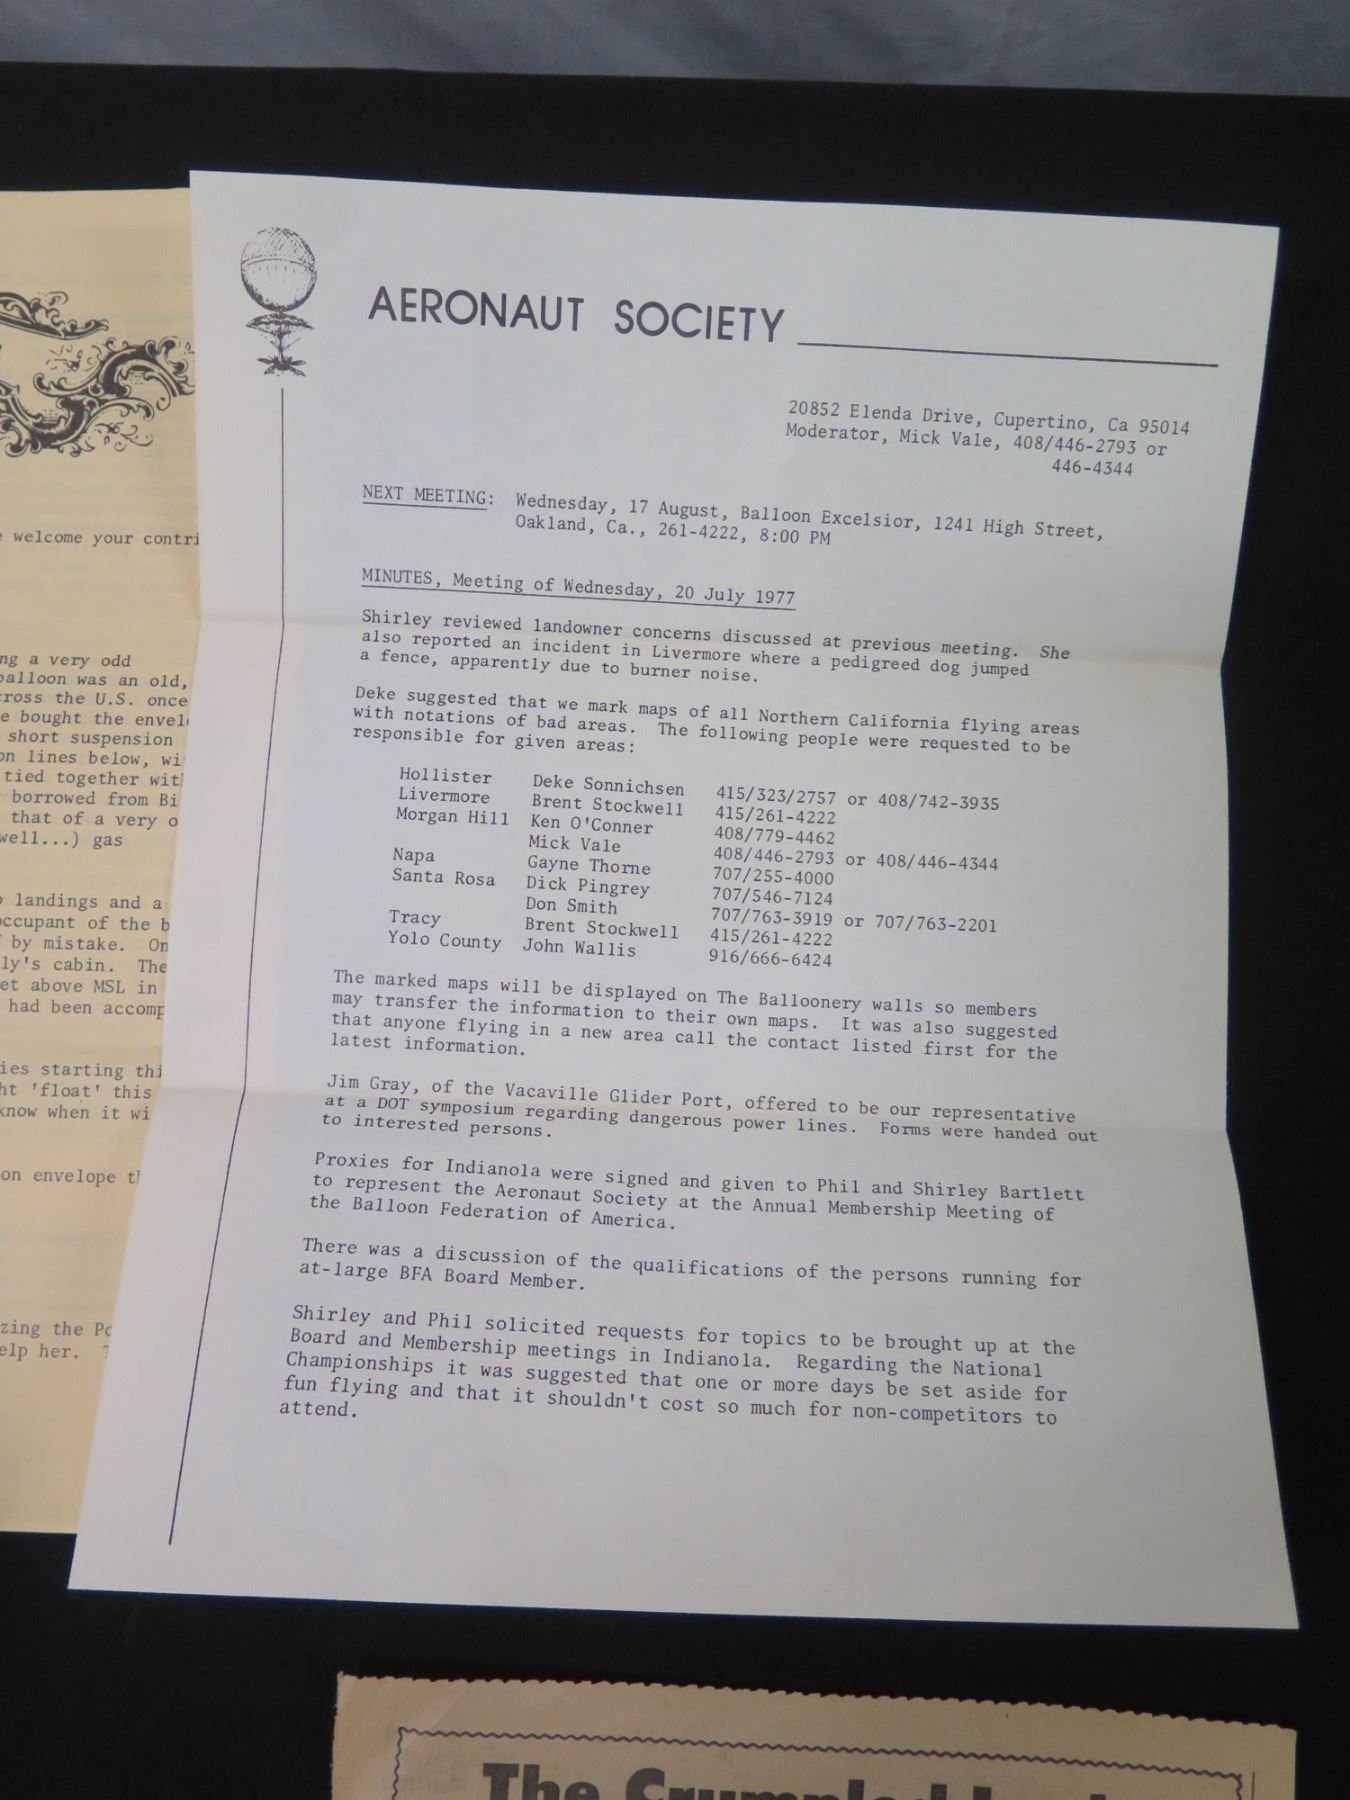 AERONAUT SOCIETY
20852 Elenda Drive, Cupertino, Ca 95014
Moderator, Mick Vale, 408/446-2793 or
446-4344
NEXT MEETING: Wednesday, 17 August, Balloon Excelsior, 1241 High Street,
Oakland, Ca., 261-4222, 8:00 PM
MINUTES, Meeting of Wednesday, 20 July 1977
Shirley reviewed landowner concerns discussed at previous meeting. She
also reported an incident in Livermore where a pedigreed dog jumped
a fence, apparently due to burner noise.
Deke suggested that we mark maps of all Northern California flying areas
with notations of bad areas. The following people were requested to be
responsible for given areas:
Hollister Deke Sonnichsen 415/323/2757 or 408/742-3935
Livermore Brent Stockwell 415/261-4222
Morgan Hill Ken O'Conner 408/779-4462
Mick Vale 408/446-2793 or 408/446-4344
Napa Gayne Thorne 707/255-4000
Santa Rosa Dick Pingrey 707/546-7124
Don Smith 707/763-3919 or 707/763-2201
Tracy Brent Stockwell 415/261-4222
Yolo County John Wallis 916/666-6424
The marked maps will be displayed on The Balloonery walls so members
may transfer the information to their own maps. It was also suggested
that anyone flying in a new area call the contact listed first for the
latest information.
Jim Gray, of the Vacaville Glider Port, offered to be our representative
at a DOT symposium regarding dangerous power lines. Forms were handed out
to interested persons.
Proxies for Indianola were signed and given to Phil and Shirley Bartlett
to represent the Aeronaut Society at the Annual Membership Meeting of
the Balloon Federation of America.
There was a discussion of the qualifications of the persons running for
at-large BFA Board Member.
Shirley and Phil solicited requests for topics to be brought up at the
Board and Membership meetings in Indianola. Regarding the National
Championships it was suggested that one or more days be set aside for
fun flying and that it shouldn't cost so much for non-competitors to
attend.
welcome your contri
ng a very odd
balloon was an old,
cross the U.S. once
e bought the envel
short suspension
on lines below, wi
tied together with
borrowed from Bi
that of a very o
well...) gas
landings and a
occupant of the b
by mistake. On
ly's cabin. The
et above MSL in
had been accomp
ies starting thi
ht 'float' this
know when it wi
on envelope t
zing the Po
elp her.
The Crumpled